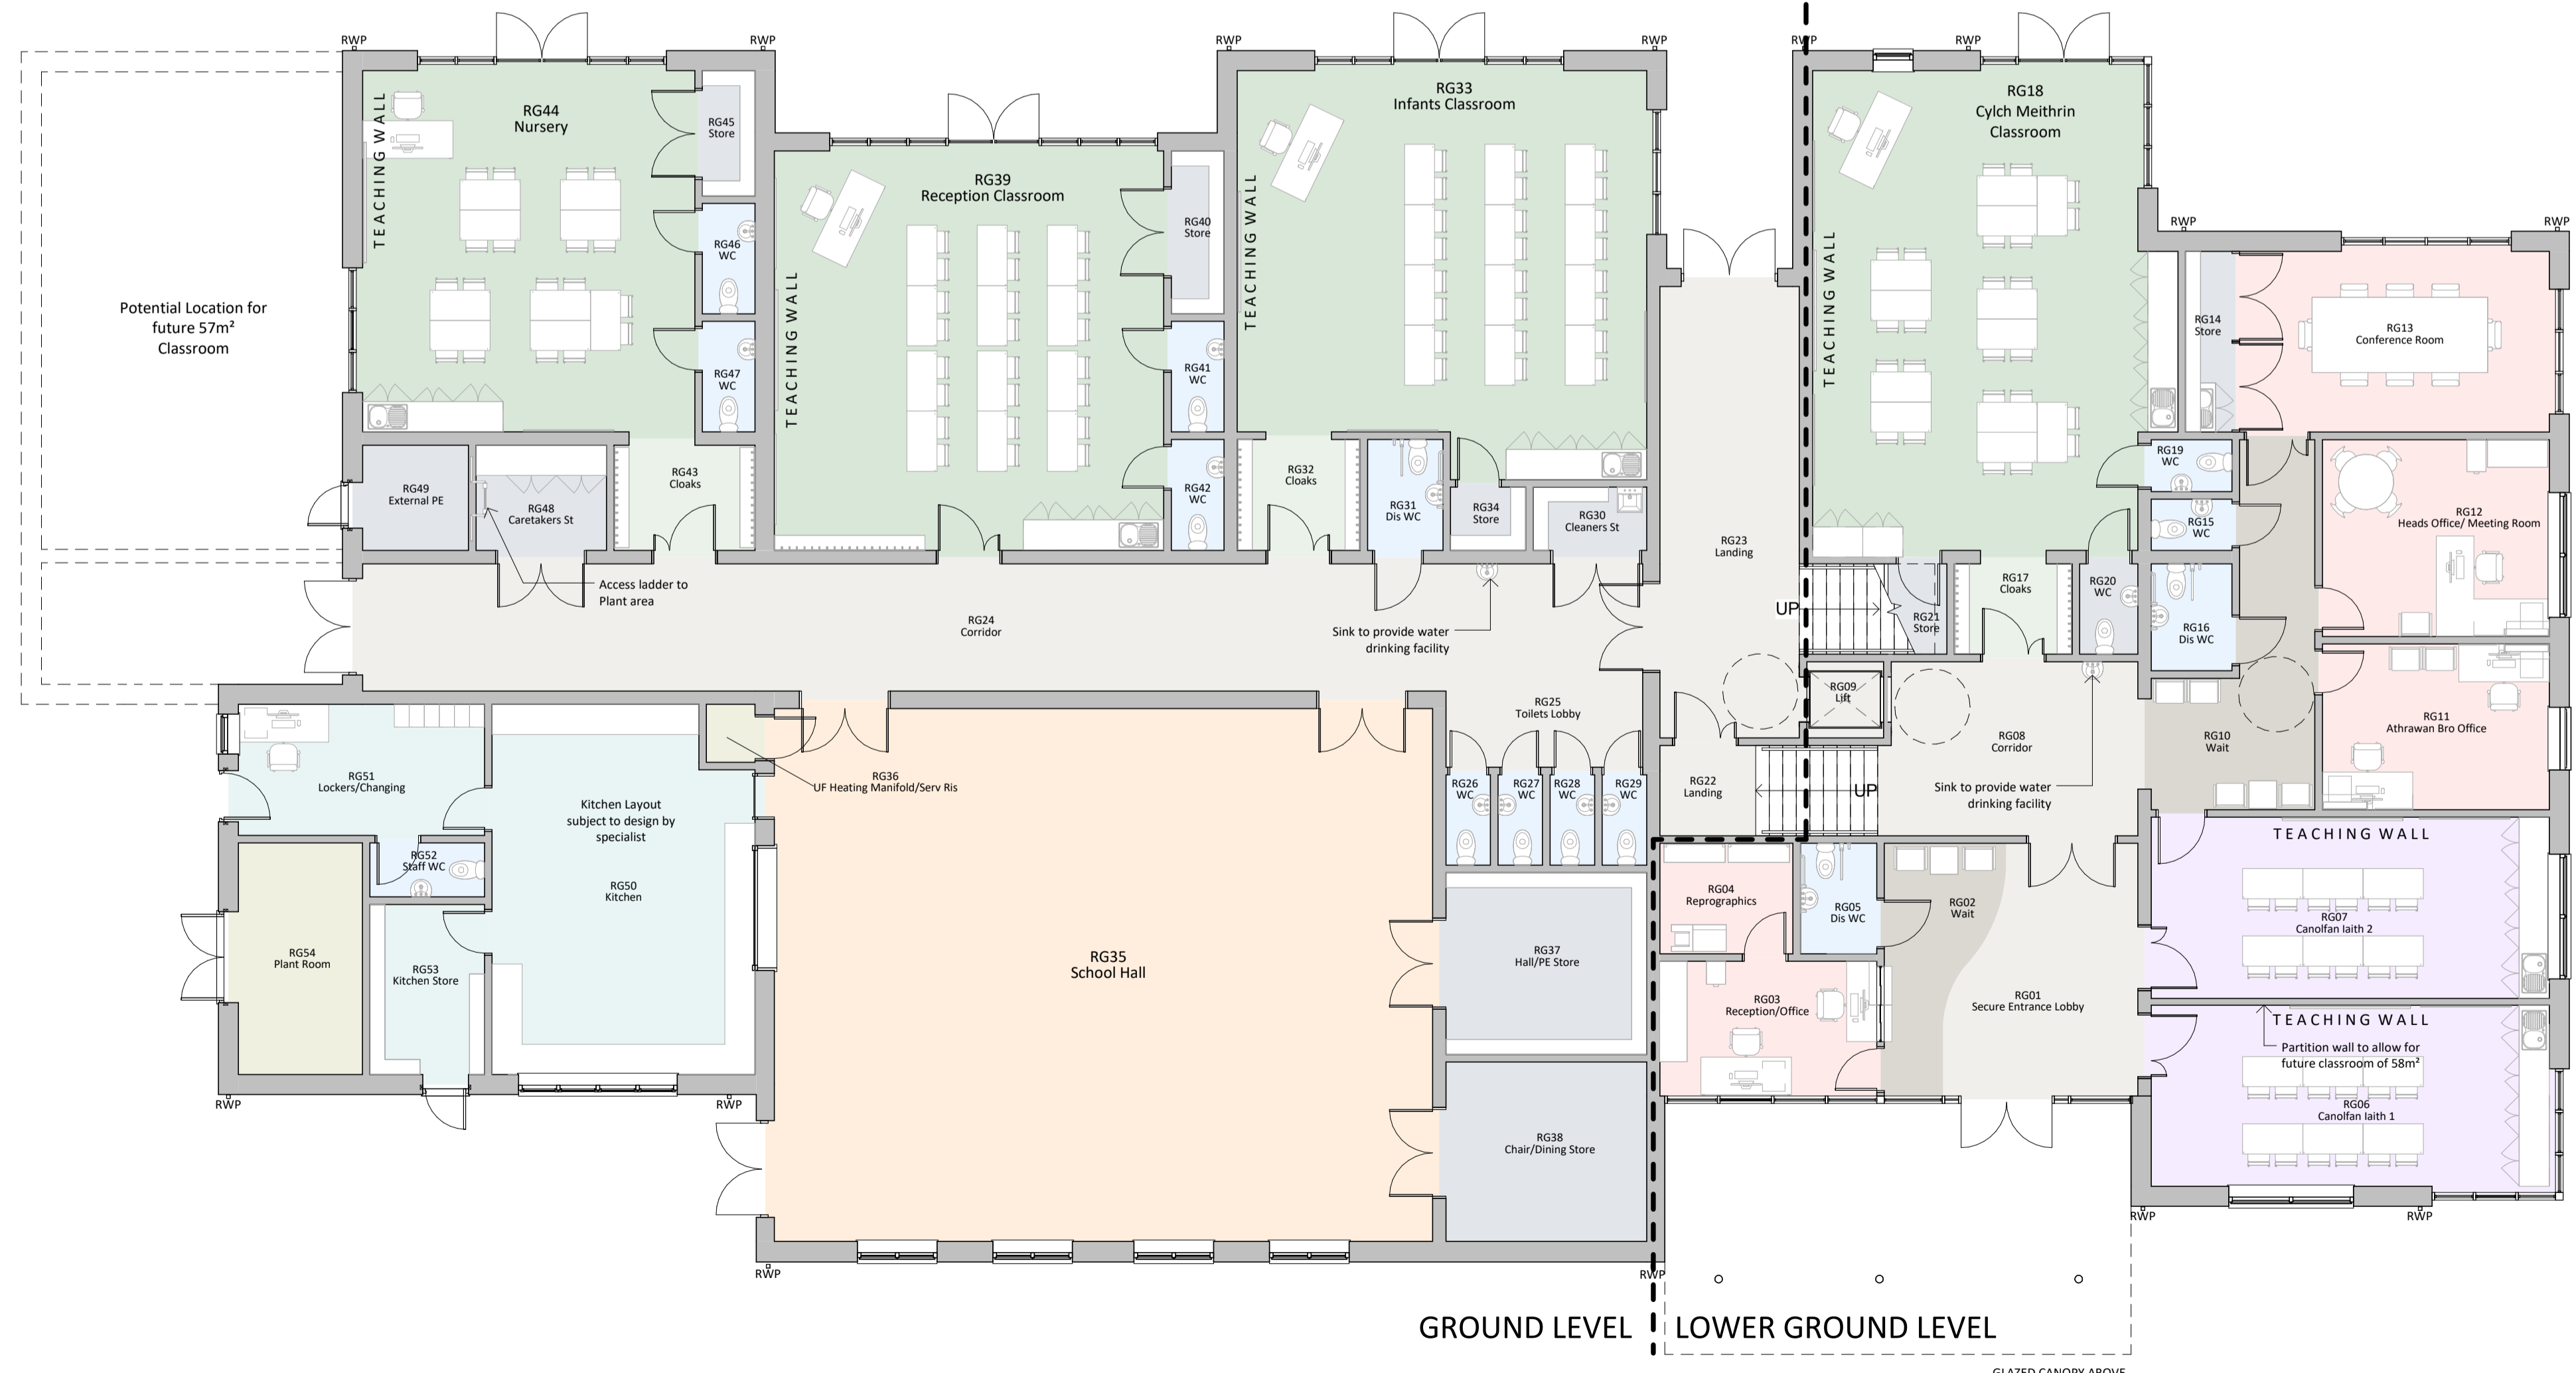 RWP
RWP
RWP
RWP
RWP
RWP
RG44
Nursery
TEACHING WALL
RG45
Store
RG33
Infants Classroom
RG18
Cylch Meithrin
Classroom
RG39
Reception Classroom
RG40
Store
TEACHING WALL
RWP
RWP
RG46
WC
TEACHING WALL
TEACHING WALL
Potential Location for
future 57m²
Classroom
RG14
Store
RG13
Conference Room
RG47
WC
RG41
WC
RG43
Cloaks
RG32
Cloaks
RG19
WC
RG49
External PE
RG48
Caretakers St
RG42
WC
RG31
Dis WC
RG34
Store
RG30
Cleaners St
RG15
WC
RG12
Heads Office/ Meeting Room
RG23
Landing
Access ladder to
Plant area
RG17
Cloaks
RG20
WC
UP
RG24
Corridor
Sink to provide water
drinking facility
RG21
Store
RG16
Dis WC
RG09
Lift
RG25
Toilets Lobby
RG08
Corridor
RG10
Wait
RG11
Athrawan Bro Office
RG51
Lockers/Changing
RG36
UF Heating Manifold/Serv Ris
RG26
WC
RG27
WC
RG28
WC
RG29
WC
RG22
Landing
UP
Sink to provide water
drinking facility
Kitchen Layout
subject to design by
specialist
TEACHING WALL
RG52
Staff WC
RG50
Kitchen
RG04
Reprographics
RG05
Dis WC
RG02
Wait
RG07
Canolfan Iaith 2
RG54
Plant Room
RG53
Kitchen Store
RG35
School Hall
RG37
Hall/PE Store
RG03
Reception/Office
RG01
Secure Entrance Lobby
TEACHING WALL
Partition wall to allow for
future classroom of 58m²
RG06
Canolfan Iaith 1
RWP
RWP
RG38
Chair/Dining Store
RWP
RWP
RWP
RWP
GROUND LEVEL
LOWER GROUND LEVEL
GLAZED CANOPY ABOVE